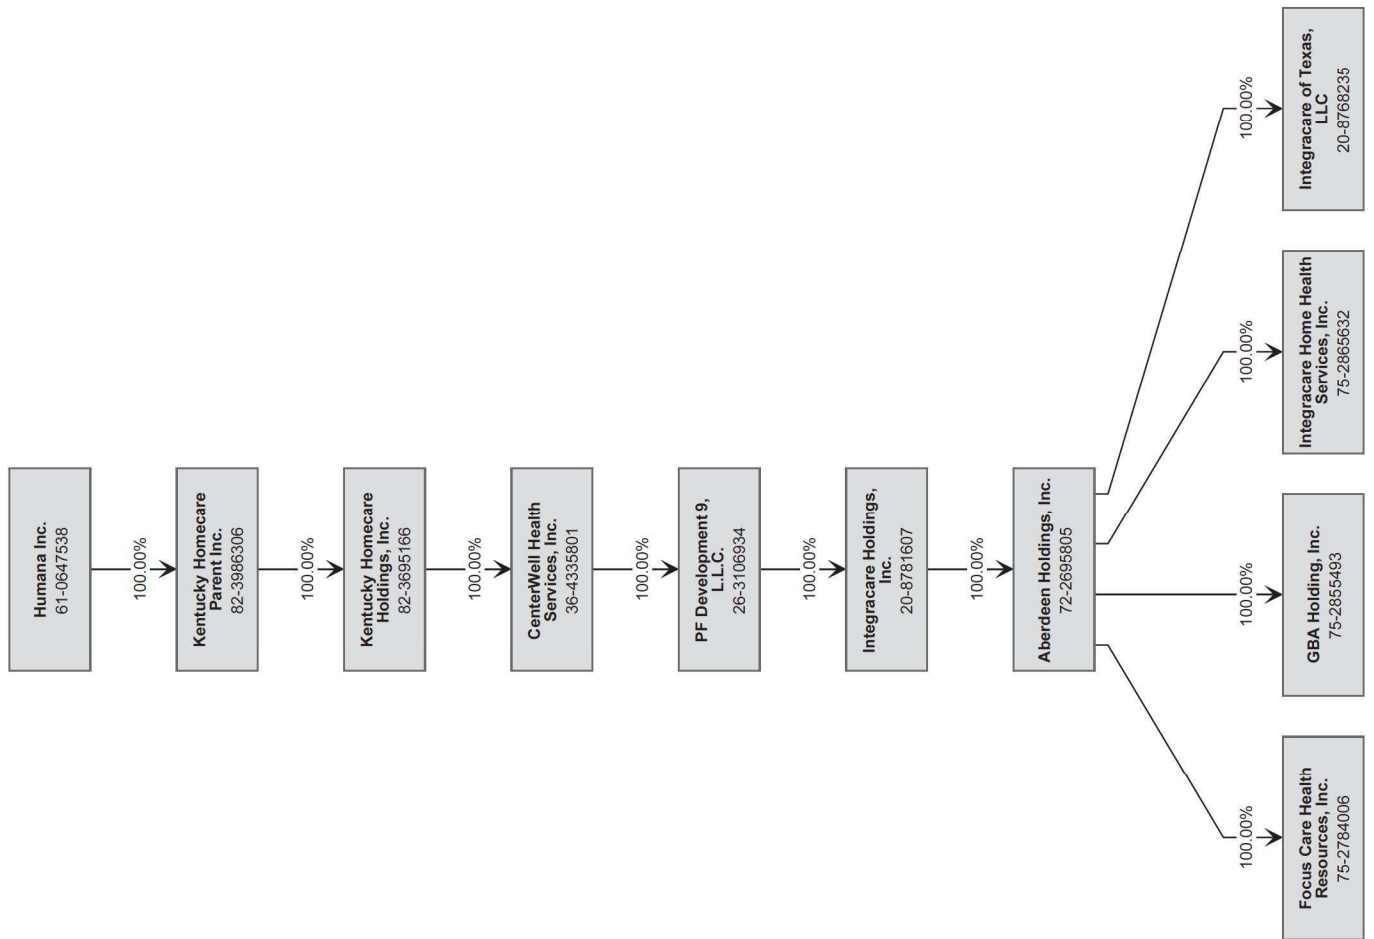 Humana Inc.
61-0647538
100.00%
Kentucky Homecare
Parent Inc.
82-3986306
100.00%
Kentucky Homecare
Holdings, Inc.
82-3695166
100.00%
CenterWell Health
Services, Inc.
36-4335801
100.00%
PF Development 9,
L.L.C.
26-3106934
100.00%
Integracare Holdings,
Inc.
20-8781607
100.00%
Aberdeen Holdings, Inc.
72-2695805
100.00%
100.00%
100.00%
100.00%
Focus Care Health
Resources, Inc.
75-2784006
GBA Holding, Inc.
75-2855493
Integracare Home Health
Services, Inc.
75-2865632
Integracare of Texas,
LLC
20-8768235